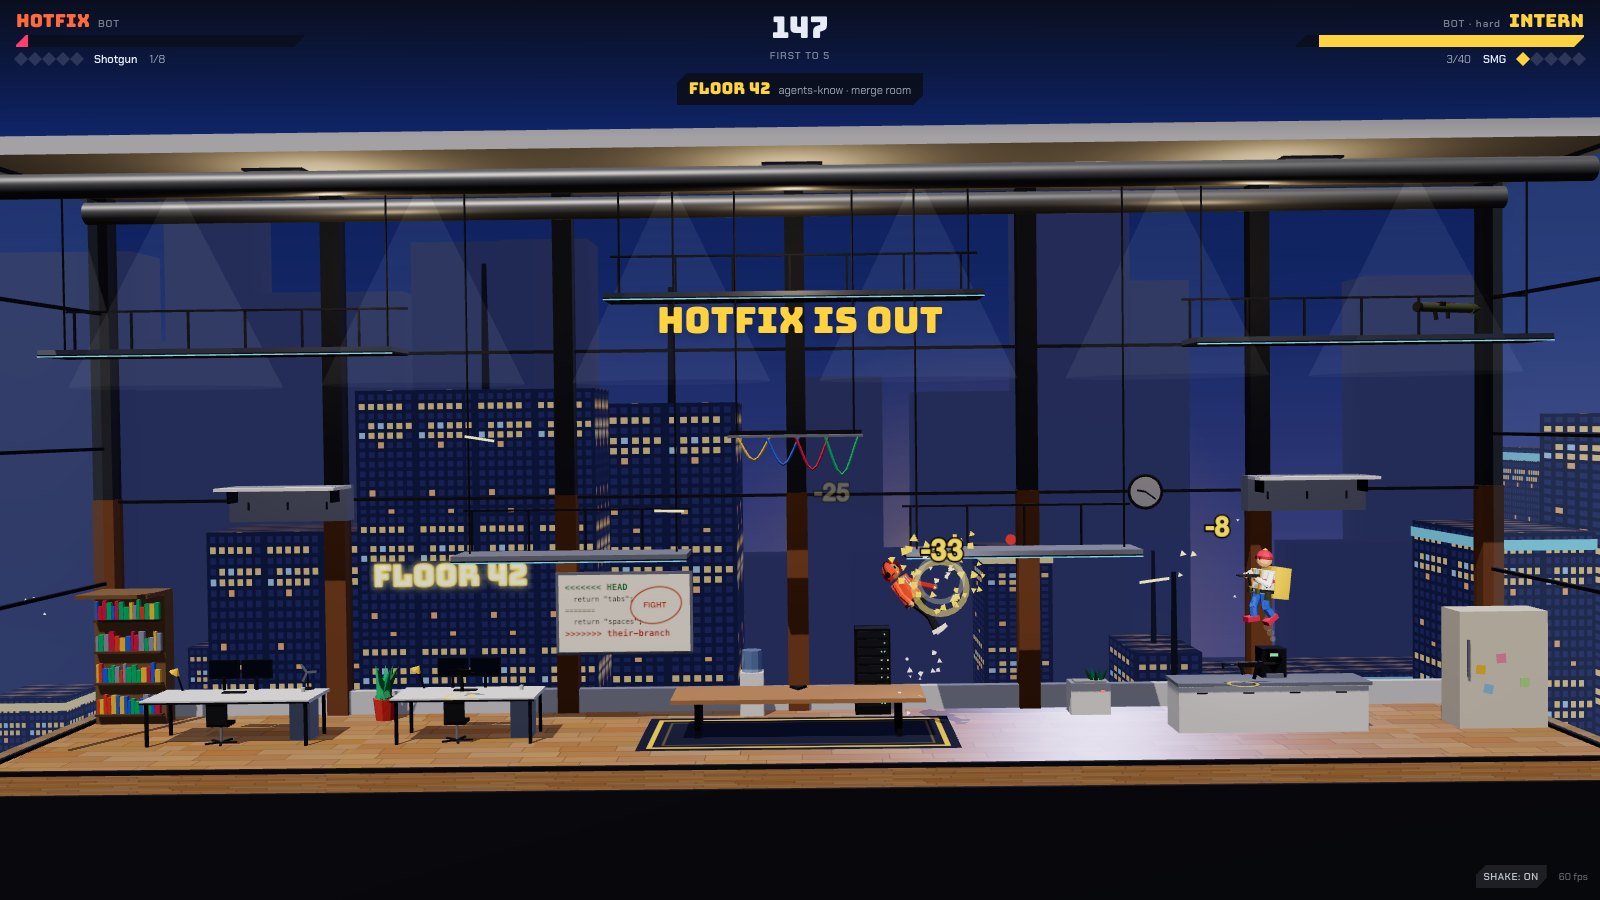 HOTFIX BOT
Shotgun 1/8
147
FIRST TO 5
BOT · hard INTERN
3/40 SMG
FLOOR 42 agents-know · merge room
HOTFIX IS OUT
-25
-8
-33
FLOOR 42
<<<<<<< HEAD
return "tabs";
=======
return "spaces"
>>>>>>> their-branch
FIGHT
SHAKE: ON 60 fps